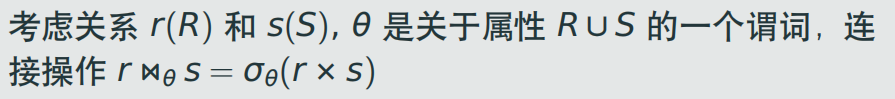 考虑关系 r(R) 和 s(S), θ 是关于属性 R ∪ S 的一个谓词，连
接操作 r ⋈θ s = σθ(r × s)